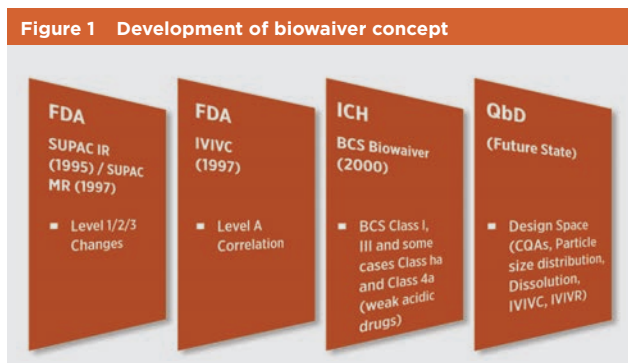 Figure 1 Development of biowaiver concept
FDA
SUPAC IR
(1995) / SUPAC
MR (1997)
Level 1/2/3
Changes
FDA
IVIVC
(1997)
Level A
Correlation
ICH
BCS Biowaiver
(2000)
BCS Class I,
III and some
cases Class ha
and Class 4a
(weak acidic
drugs)
QbD
(Future State)
Design Space
(CQAs, Particle
size distribution,
Dissolution,
IVIVC, IVIVR)